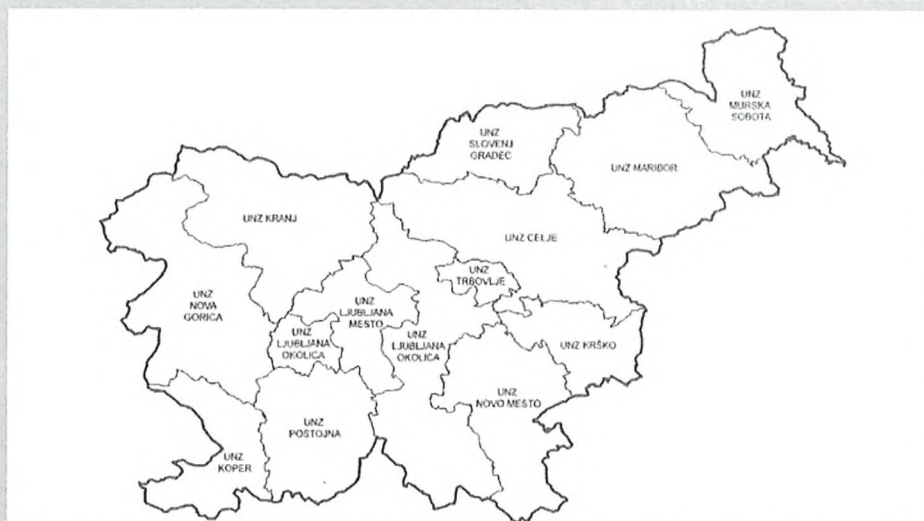 UNZ
MURSKA
SOBOTA
UNZ
SLOVENJ
GRADEC
UNZ MARIBOR
UNZ KRANJ
UNZ CELJE
UNZ
TRBOVLJE
UNZ
NOVA
GORICA
UNZ
LJUBLJANA
MESTO
UNZ
LJUBLJANA
OKOLICA
UNZ
LJUBLJANA
OKOLICA
UNZ KRŠKO
UNZ
NOVO MESTO
UNZ
POSTOJNA
UNZ
KOPER